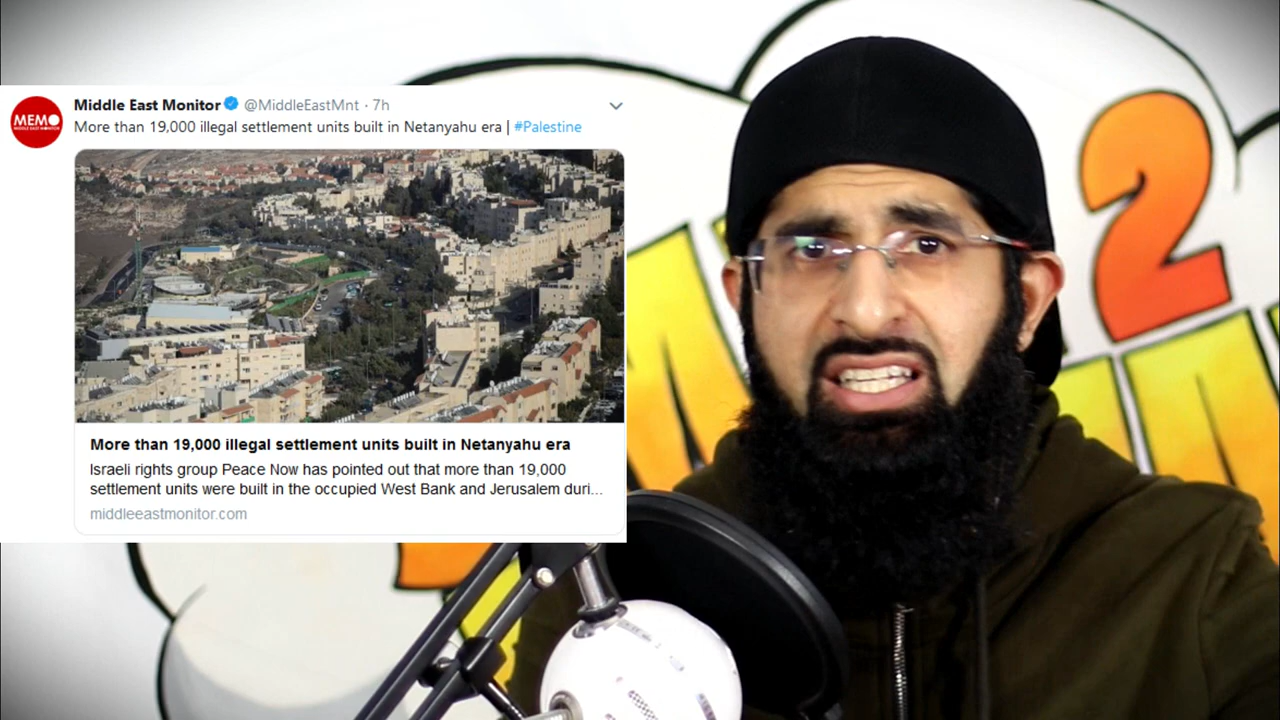 MEMO
MIDDLE EAST MONITOR
Middle East Monitor @MiddleEastMnt · 7h
More than 19,000 illegal settlement units built in Netanyahu era | #Palestine
More than 19,000 illegal settlement units built in Netanyahu era
Israeli rights group Peace Now has pointed out that more than 19,000
settlement units were built in the occupied West Bank and Jerusalem duri...
middleeastmonitor.com
2